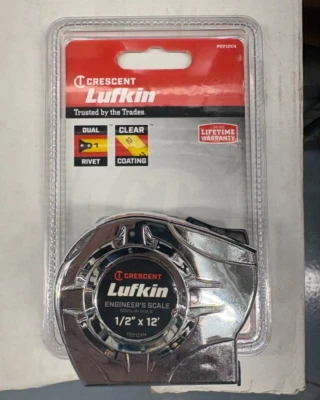 PS212EN
CRESCENT
Lufkin
Trusted by the Trades.
DUAL
RIVET
CLEAR
COATING
LIFETIME
WARRANTY
CRESCENT
Lufkin
ENGINEER'S SCALE
1/2" x 12'